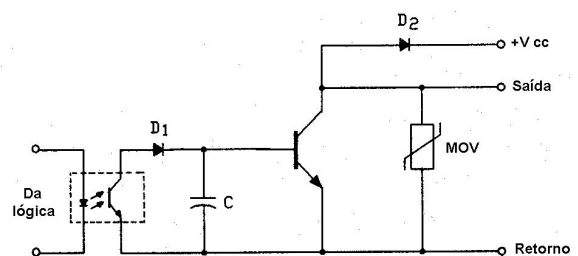 D2
+V cc
Saída
D1
MOV
Da
lógica
C
Retorno